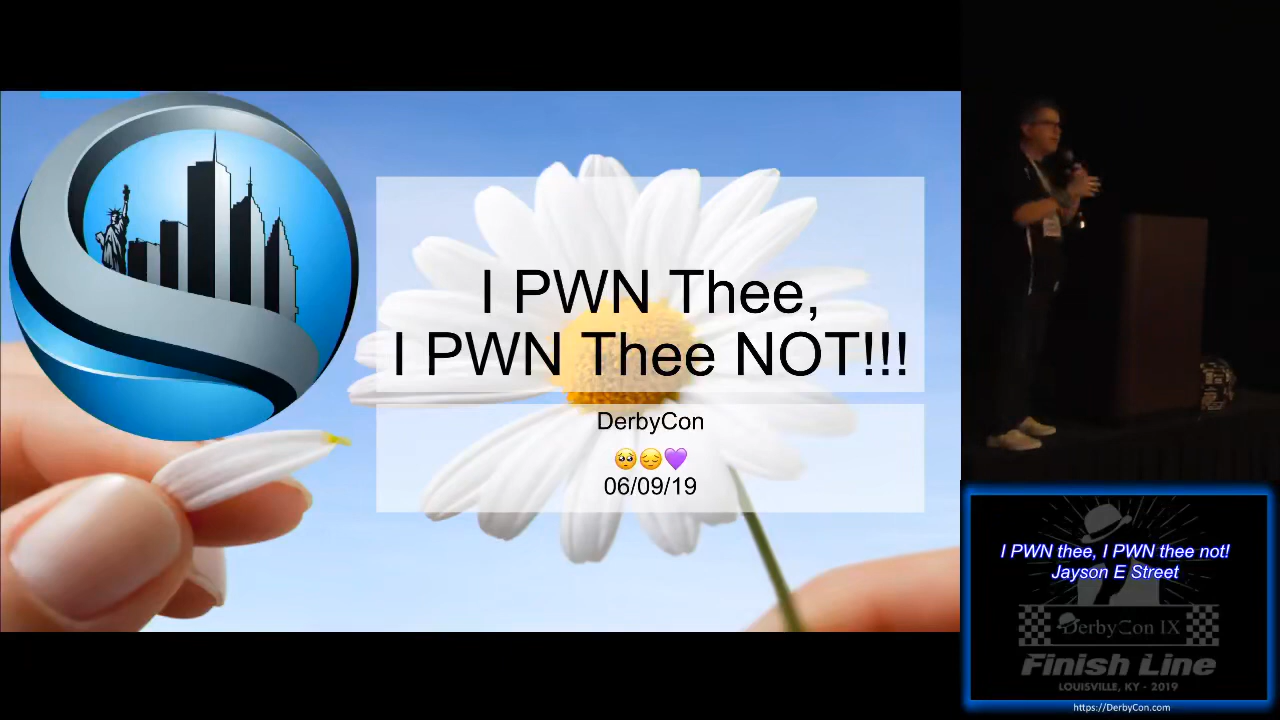 I PWN Thee,
I PWN Thee NOT!!!
DerbyCon
🥺😔💜
06/09/19
I PWN thee, I PWN thee not!
Jayson E Street
DerbyCon IX
Finish Line
LOUISVILLE, KY - 2019
https://DerbyCon.com